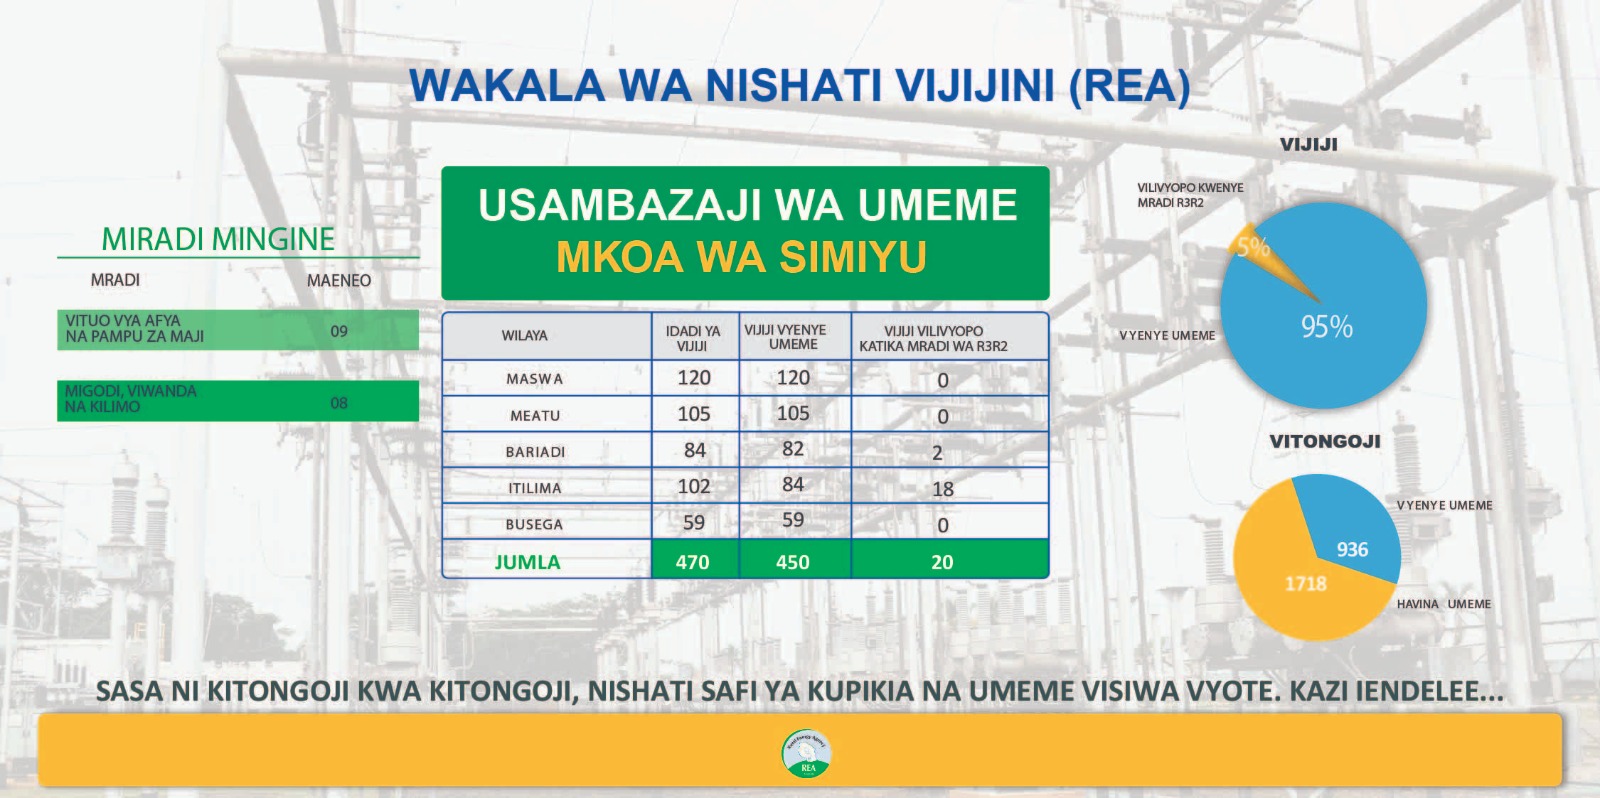 WAKALA WA NISHATI VIJIJINI (REA)
USAMBAZAJI WA UMEME
MKOA WA SIMIYU
MIRADI MINGINE
MRADI MAENEO
VITUO VYA AFYA
NA PAMPU ZA MAJI 09
MIGODI, VIWANDA
NA KILIMO 08
WILAYA IDADI YA VIJIJI VIJIJI VYENYE UMEME VIJIJI VILIVYOPO KATIKA MRADI WA R3R2
MASWA 120 120 0
MEATU 105 105 0
BARIADI 84 82 2
ITILIMA 102 84 18
BUSEGA 59 59 0
JUMLA 470 450 20
VIJIJI
VILIVYOPO KWENYE
MRADI R3R2
5%
95%
VYENYE UMEME
VITONGOJI
VYENYE UMEME
936
1718
HAVINA UMEME
SASA NI KITONGOJI KWA KITONGOJI, NISHATI SAFI YA KUPIKIA NA UMEME VISIWA VYOTE. KAZI IENDELEE...
Rural Energy Agency
REA